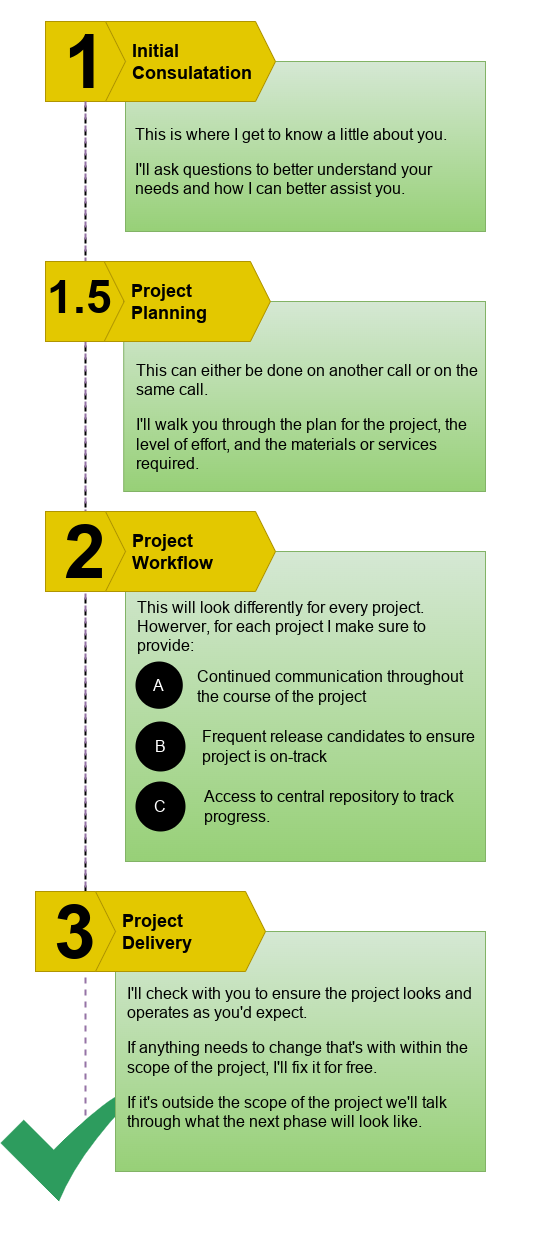 1
Initial
Consulatation
This is where I get to know a little about you.
I'll ask questions to better understand your
needs and how I can better assist you.
1.5
Project
Planning
This can either be done on another call or on the
same call.
I'll walk you through the plan for the project, the
level of effort, and the materials or services
required.
2
Project
Workflow
This will look differently for every project.
Howerver, for each project I make sure to
provide:
A
Continued communication throughout
the course of the project
B
Frequent release candidates to ensure
project is on-track
C
Access to central repository to track
progress.
3
Project
Delivery
I'll check with you to ensure the project looks and
operates as you'd expect.
If anything needs to change that's with within the
scope of the project, I'll fix it for free.
If it's outside the scope of the project we'll talk
through what the next phase will look like.